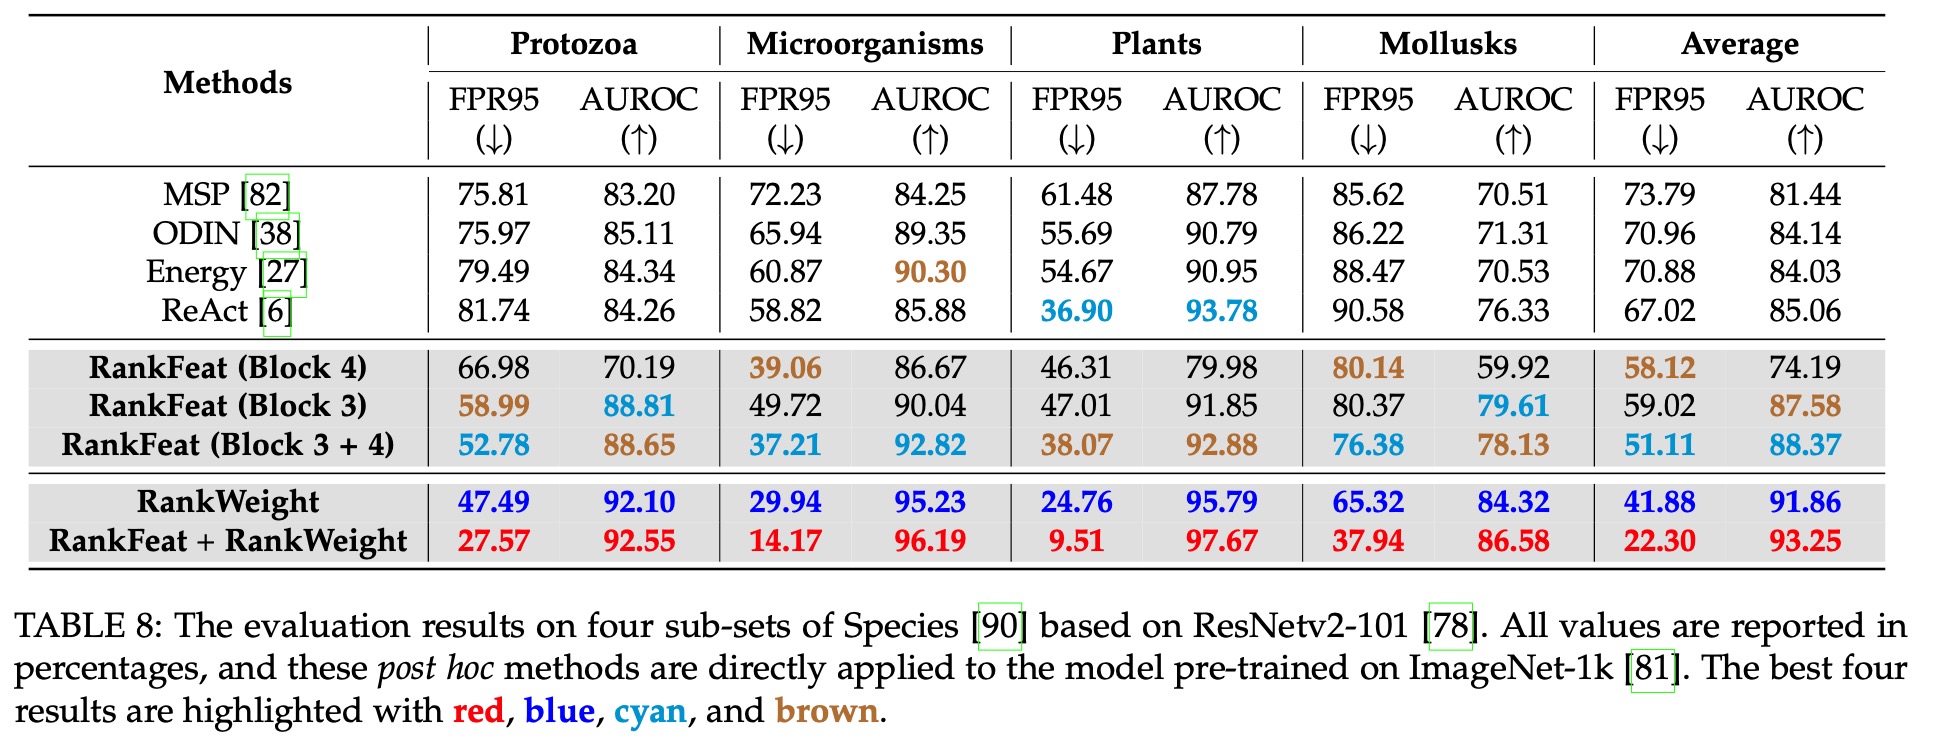 Methods Protozoa Microorganisms Plants Mollusks Average
FPR95 AUROC FPR95 AUROC FPR95 AUROC FPR95 AUROC FPR95 AUROC
(↓) (↑) (↓) (↑) (↓) (↑) (↓) (↑) (↓) (↑)
MSP [82] 75.81 83.20 72.23 84.25 61.48 87.78 85.62 70.51 73.79 81.44
ODIN [38] 75.97 85.11 65.94 89.35 55.69 90.79 86.22 71.31 70.96 84.14
Energy [27] 79.49 84.34 60.87 90.30 54.67 90.95 88.47 70.53 70.88 84.03
ReAct [6] 81.74 84.26 58.82 85.88 36.90 93.78 90.58 76.33 67.02 85.06
RankFeat (Block 4) 66.98 70.19 39.06 86.67 46.31 79.98 80.14 59.92 58.12 74.19
RankFeat (Block 3) 58.99 88.81 49.72 90.04 47.01 91.85 80.37 79.61 59.02 87.58
RankFeat (Block 3 + 4) 52.78 88.65 37.21 92.82 38.07 92.88 76.38 78.13 51.11 88.37
RankWeight 47.49 92.10 29.94 95.23 24.76 95.79 65.32 84.32 41.88 91.86
RankFeat + RankWeight 27.57 92.55 14.17 96.19 9.51 97.67 37.94 86.58 22.30 93.25
TABLE 8: The evaluation results on four sub-sets of Species [90] based on ResNetv2-101 [78]. All values are reported in
percentages, and these post hoc methods are directly applied to the model pre-trained on ImageNet-1k [81]. The best four
results are highlighted with red, blue, cyan, and brown.